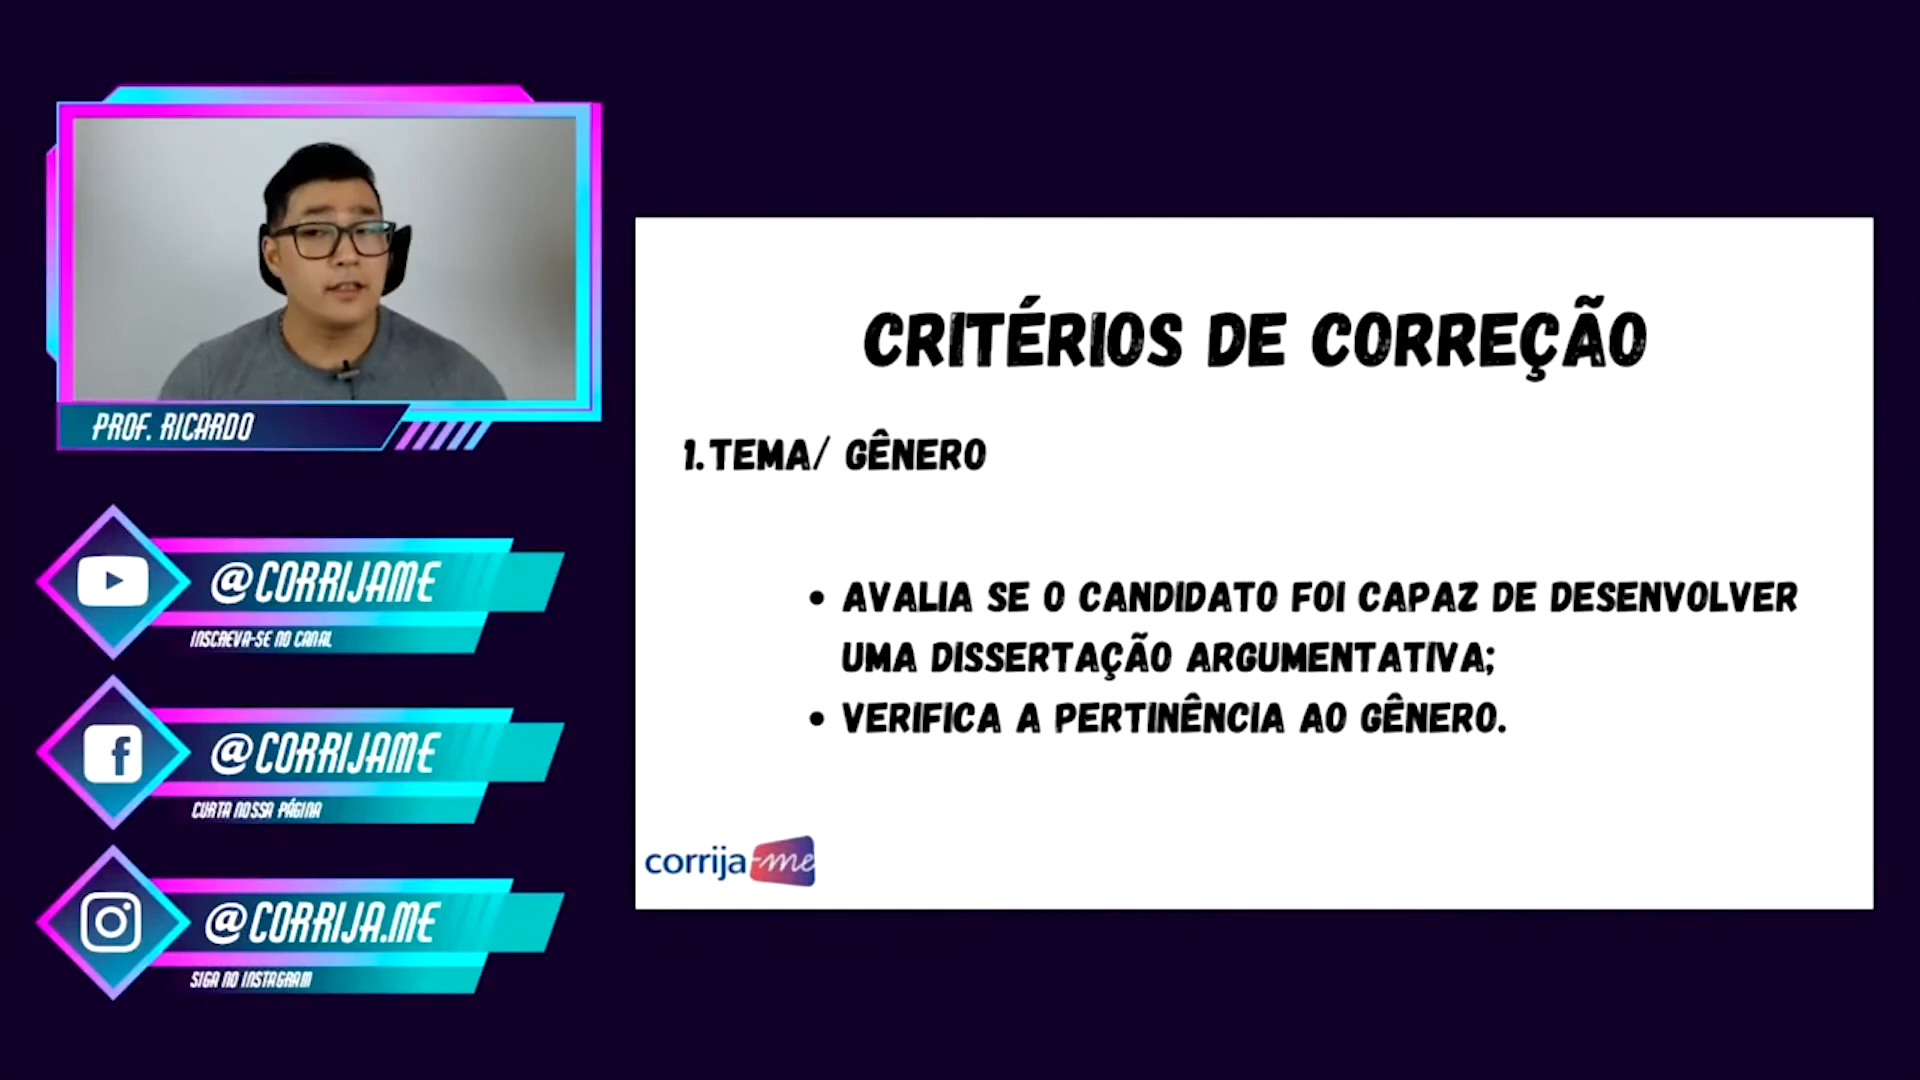 PROF. RICARDO
@CORRIJAME
INSCREVA-SE NO CANAL
@CORRIJAME
CURTA NOSSA PÁGINA
@CORRIJA.ME
SIGA NO INSTAGRAM
CRITÉRIOS DE CORREÇÃO
1. TEMA/ GÊNERO
• AVALIA SE O CANDIDATO FOI CAPAZ DE DESENVOLVER
UMA DISSERTAÇÃO ARGUMENTATIVA;
• VERIFICA A PERTINÊNCIA AO GÊNERO.
corrija-me